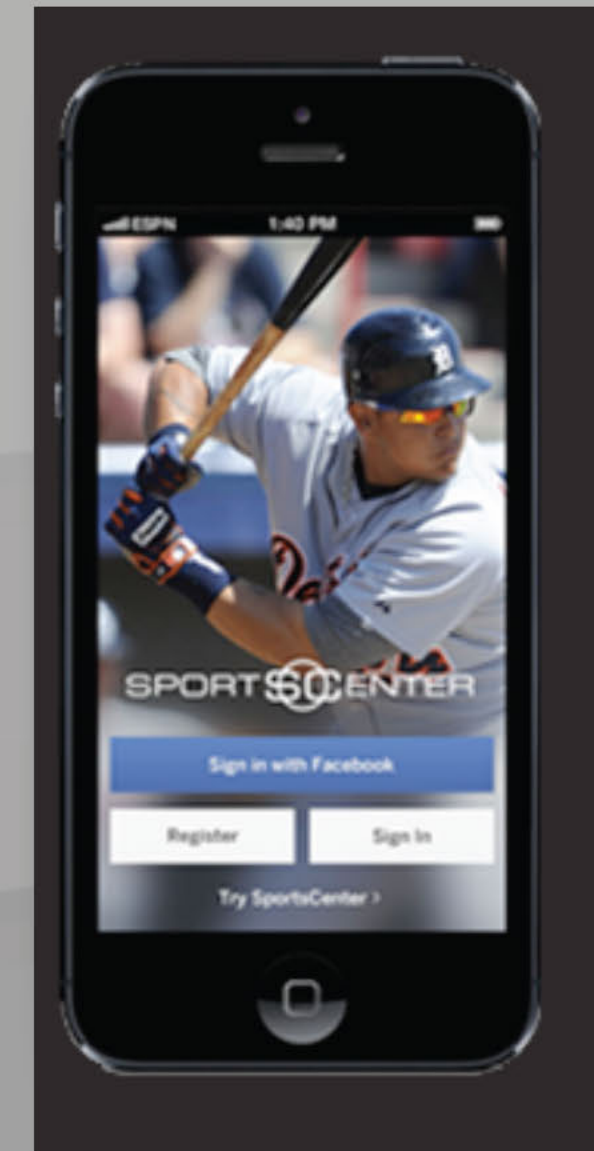 ESPN 1:40 PM
D
SPORTSCENTER
Sign in with Facebook
Register Sign In
Try SportsCenter >